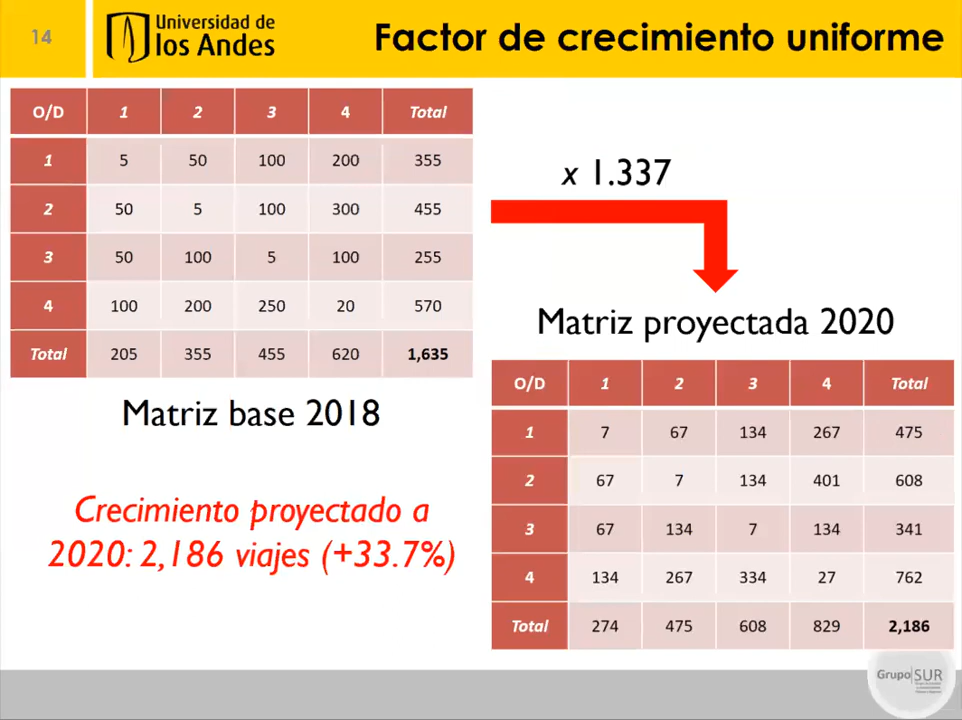 14
Universidad de
los Andes
Factor de crecimiento uniforme
O/D 1 2 3 4 Total
1 5 50 100 200 355
2 50 5 100 300 455
3 50 100 5 100 255
4 100 200 250 20 570
Total 205 355 455 620 1,635
Matriz base 2018
Crecimiento proyectado a
2020: 2,186 viajes (+33.7%)
x 1.337
Matriz proyectada 2020
O/D 1 2 3 4 Total
1 7 67 134 267 475
2 67 7 134 401 608
3 67 134 7 134 341
4 134 267 334 27 762
Total 274 475 608 829 2,186
Grupo SUR